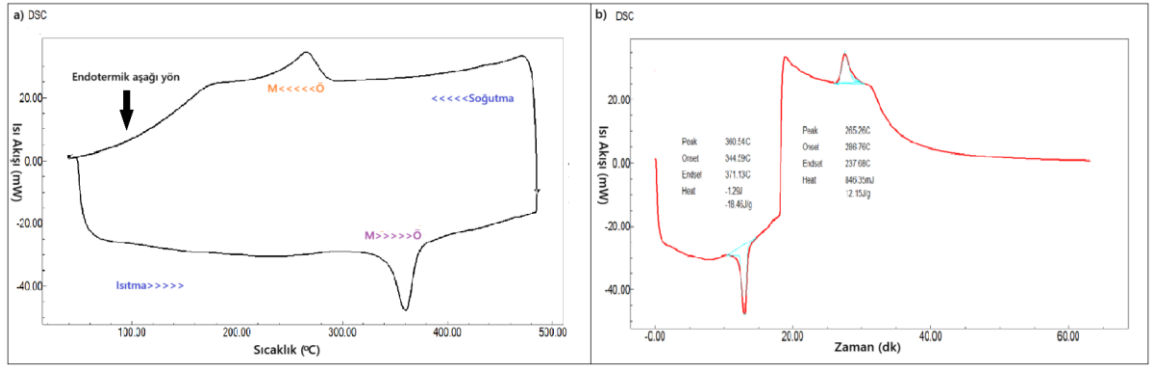 a) DSC
Endotermik aşağı yön
M<<<<<Ö
<<<<<Soğutma
M>>>>>Ö
Isıtma>>>>>
20.00
0.00
-20.00
-40.00
Isı Akışı (mW)
100.00
200.00
300.00
400.00
500.00
Sıcaklık (ºC)
b) DSC
20.00
0.00
-20.00
-40.00
Isı Akışı (mW)
Peak 360.54C
Onset 344.59C
Endset 371.13C
Heat -1.29J
-18.46J/g
Peak 265.26C
Onset 286.76C
Endset 237.68C
Heat 846.35mJ
12.15J/g
-0.00
20.00
40.00
60.00
Zaman (dk)